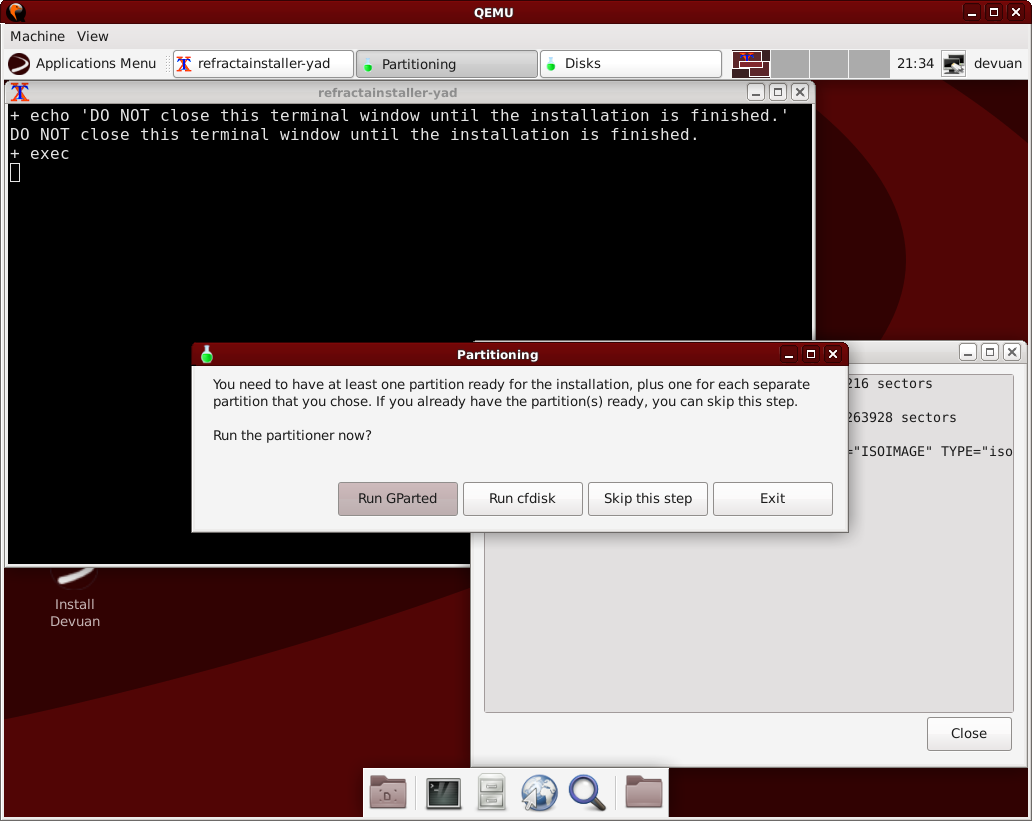 QEMU
Machine View
Applications Menu refractainstaller-yad Partitioning Disks 21:34 devuan
refractainstaller-yad
+ echo 'DO NOT close this terminal window until the installation is finished.'
DO NOT close this terminal window until the installation is finished.
+ exec
Partitioning
You need to have at least one partition ready for the installation, plus one for each separate
partition that you chose. If you already have the partition(s) ready, you can skip this step.
Run the partitioner now?
Run GParted Run cfdisk Skip this step Exit
216 sectors
263928 sectors
="ISOIMAGE" TYPE="iso
Install
Devuan
Close